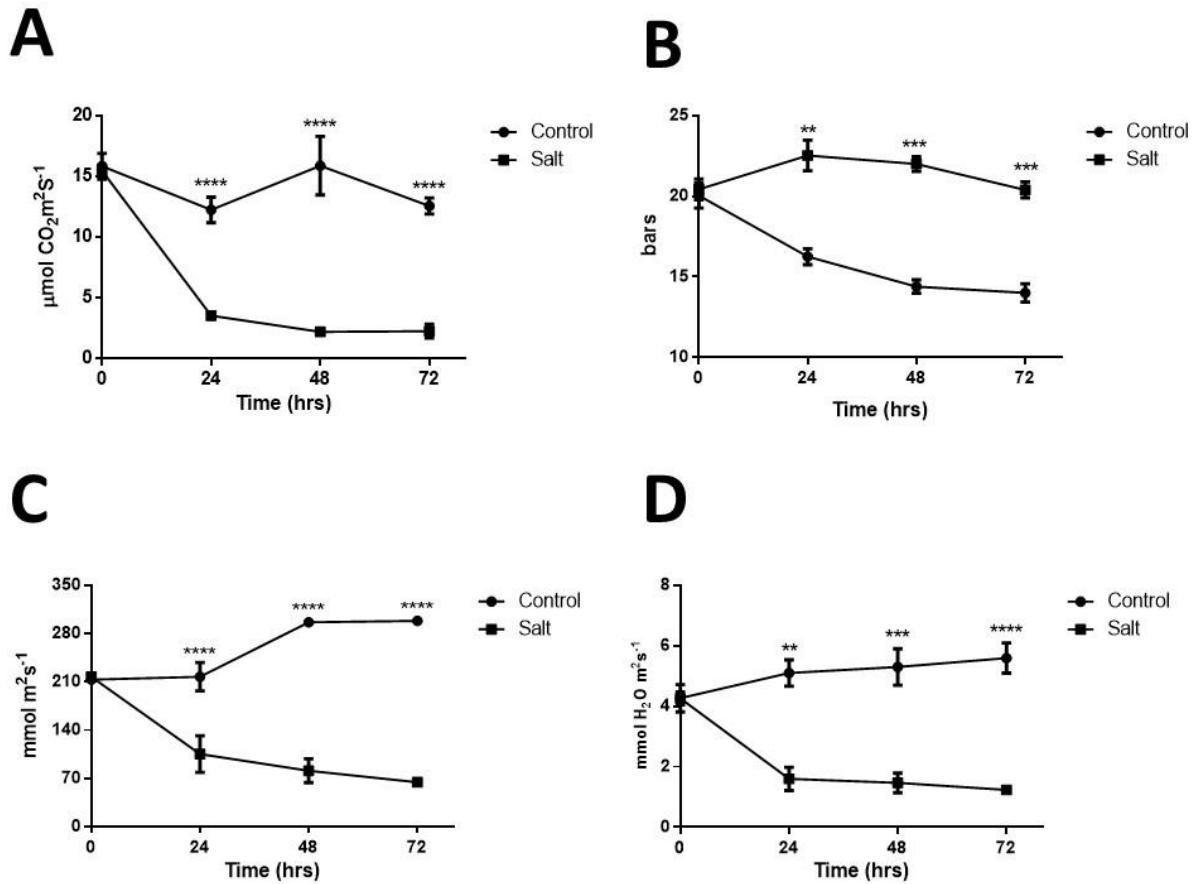 A
µmol CO₂m²S⁻¹
20
15
10
5
0
****
****
****
Control
Salt
0 24 48 72
Time (hrs)
B
bars
25
20
15
10
**
***
***
Control
Salt
0 24 48 72
Time (hrs)
C
mmol m²s⁻¹
350
280
210
140
70
0
****
****
****
Control
Salt
0 24 48 72
Time (hrs)
D
mmol H₂O m²s⁻¹
8
6
4
2
0
**
***
****
Control
Salt
0 24 48 72
Time (hrs)